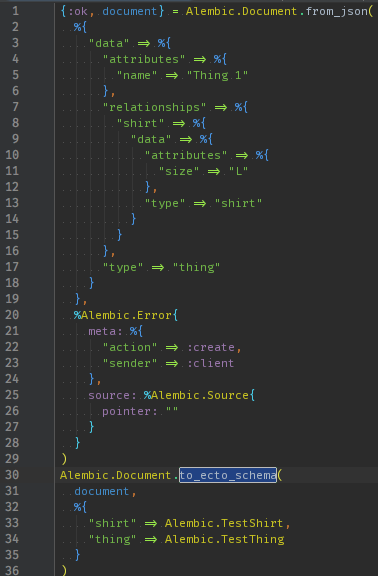 1 {:ok, document} = Alembic.Document.from_json(
2 %{
3 "data" => %{
4 "attributes" => %{
5 "name" => "Thing 1"
6 },
7 "relationships" => %{
8 "shirt" => %{
9 "data" => %{
10 "attributes" => %{
11 "size" => "L"
12 },
13 "type" => "shirt"
14 }
15 }
16 },
17 "type" => "thing"
18 }
19 },
20 %Alembic.Error{
21 meta: %{
22 "action" => :create,
23 "sender" => :client
24 },
25 source: %Alembic.Source{
26 pointer: ""
27 }
28 }
29 )
30 Alembic.Document.to_ecto_schema(
31 document,
32 %{
33 "shirt" => Alembic.TestShirt,
34 "thing" => Alembic.TestThing
35 }
36 )